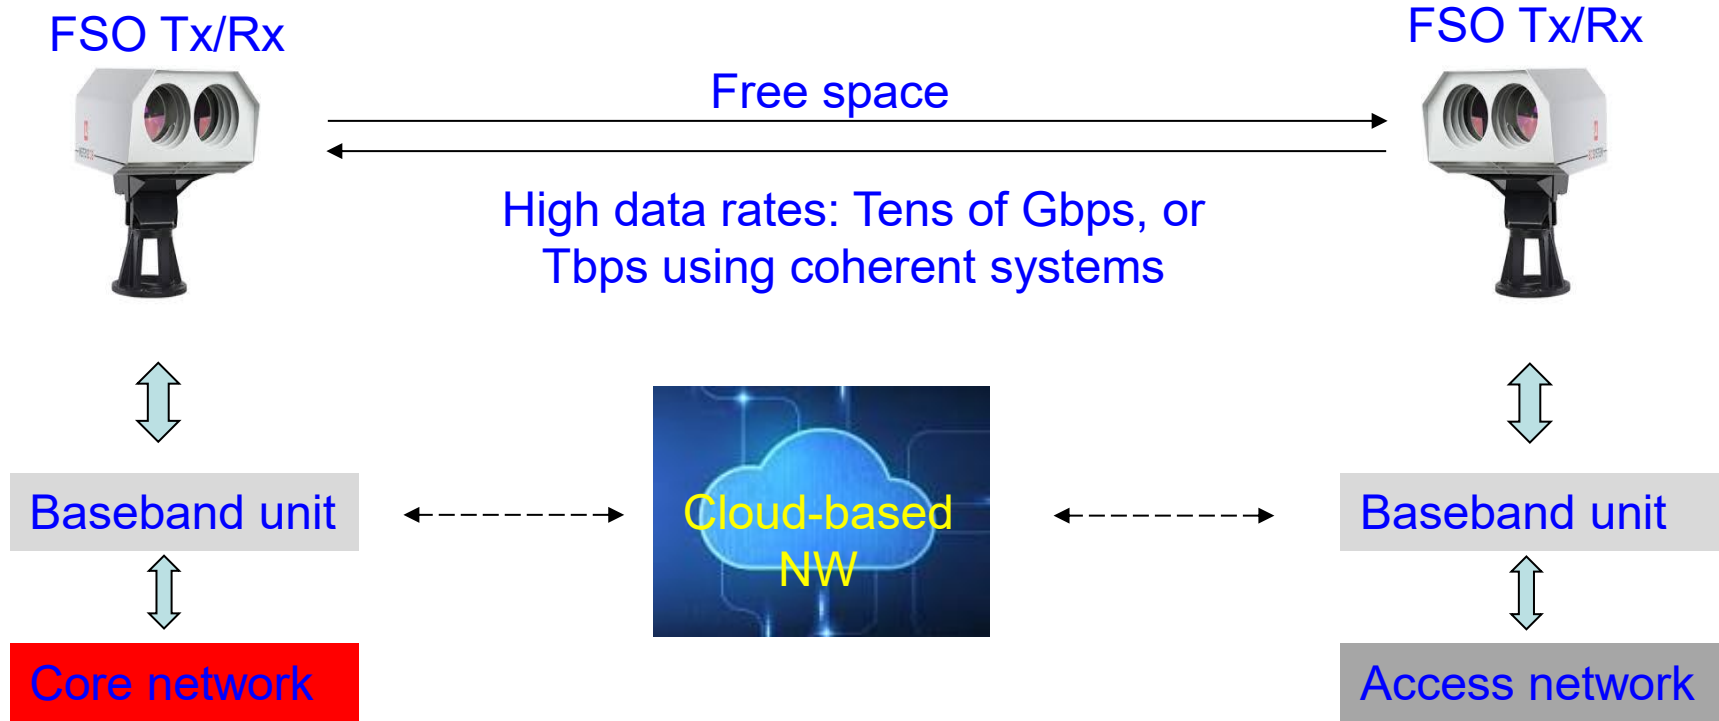 FSO Tx/Rx
FSO Tx/Rx
Free space
High data rates: Tens of Gbps, or
Tbps using coherent systems
Baseband unit
Cloud-based
NW
Baseband unit
Core network
Access network